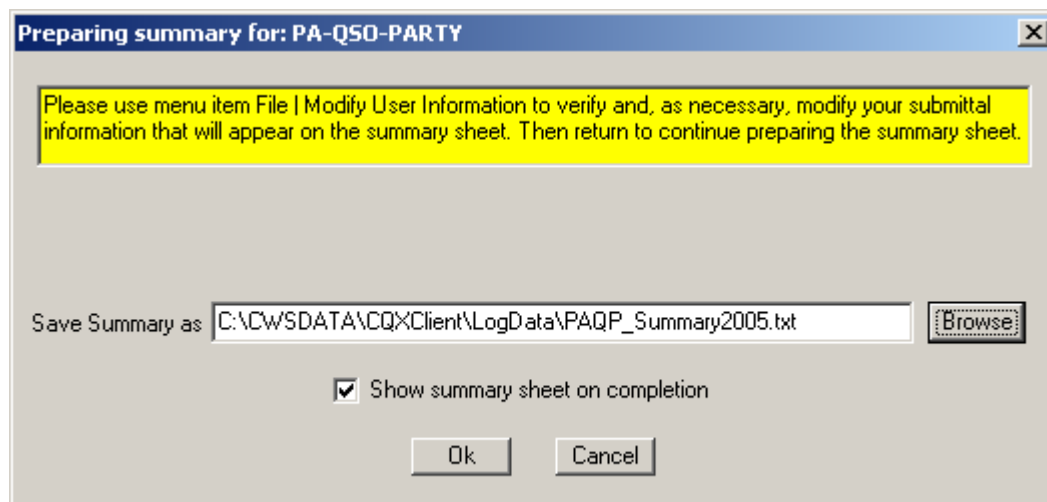 Preparing summary for: PA-QSO-PARTY
Please use menu item File | Modify User Information to verify and, as necessary, modify your submittal
information that will appear on the summary sheet. Then return to continue preparing the summary sheet.
Save Summary as C:\CWSDATA\CQXClient\LogData\PAQP_Summary2005.txt Browse
Show summary sheet on completion
Ok Cancel